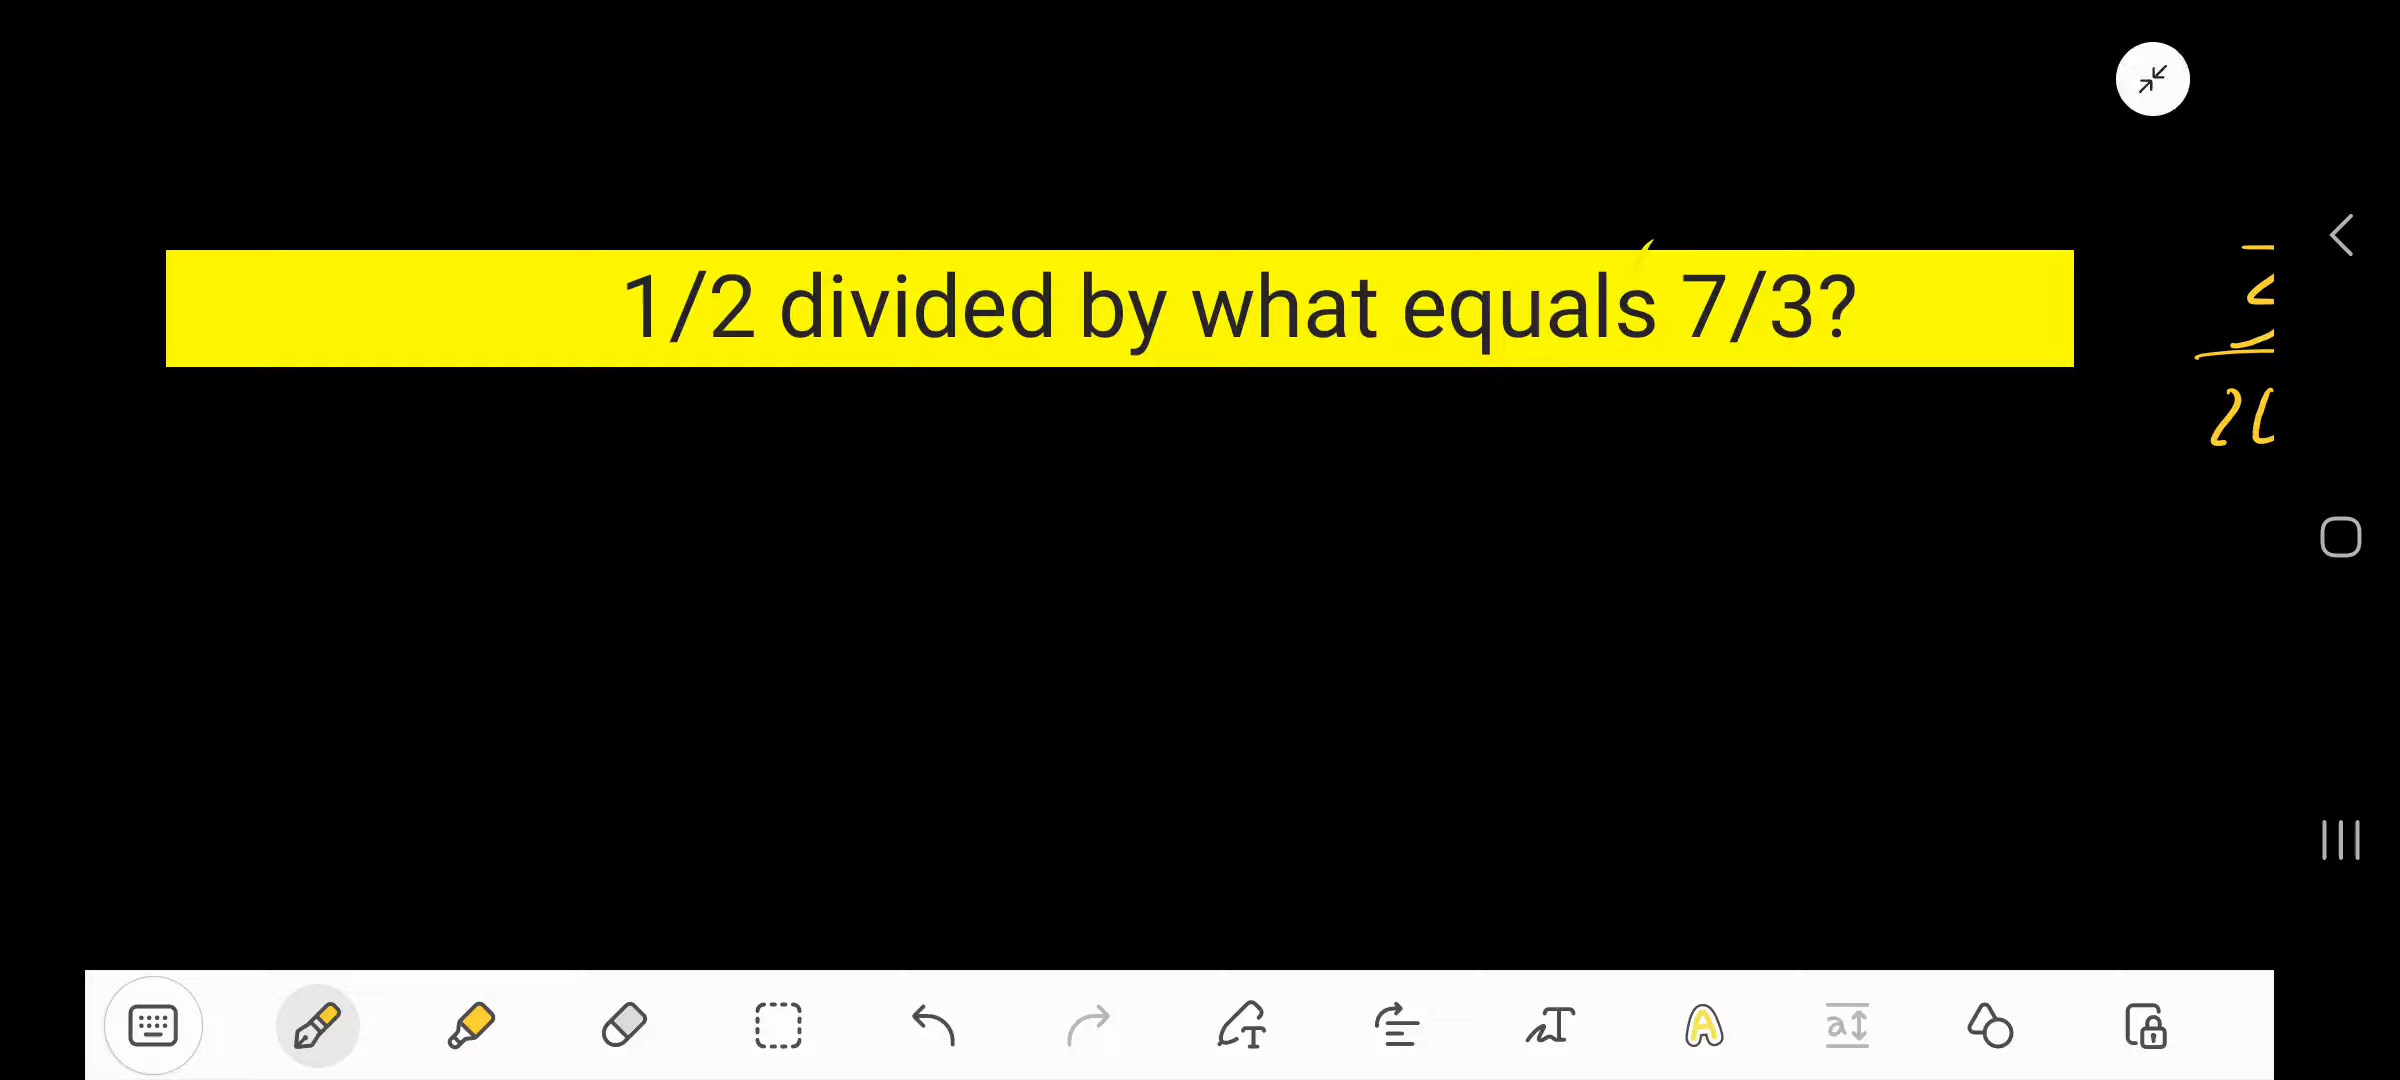 1/2 divided by what equals 7/3?